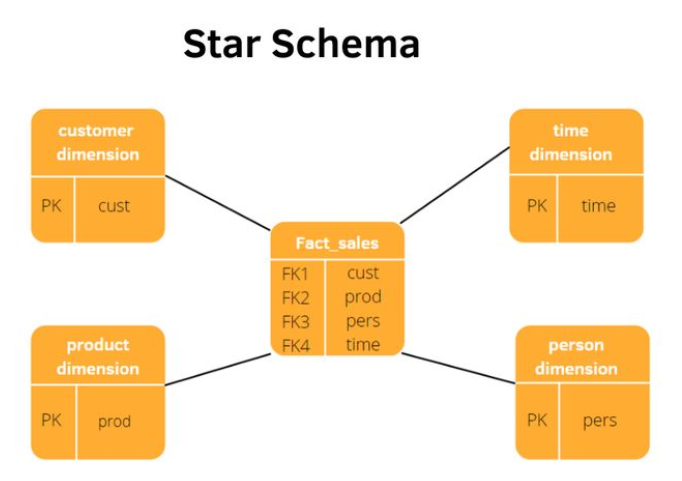 Star Schema
customer
dimension
PK cust
time
dimension
PK time
Fact_sales
FK1 cust
FK2 prod
FK3 pers
FK4 time
product
dimension
PK prod
person
dimension
PK pers